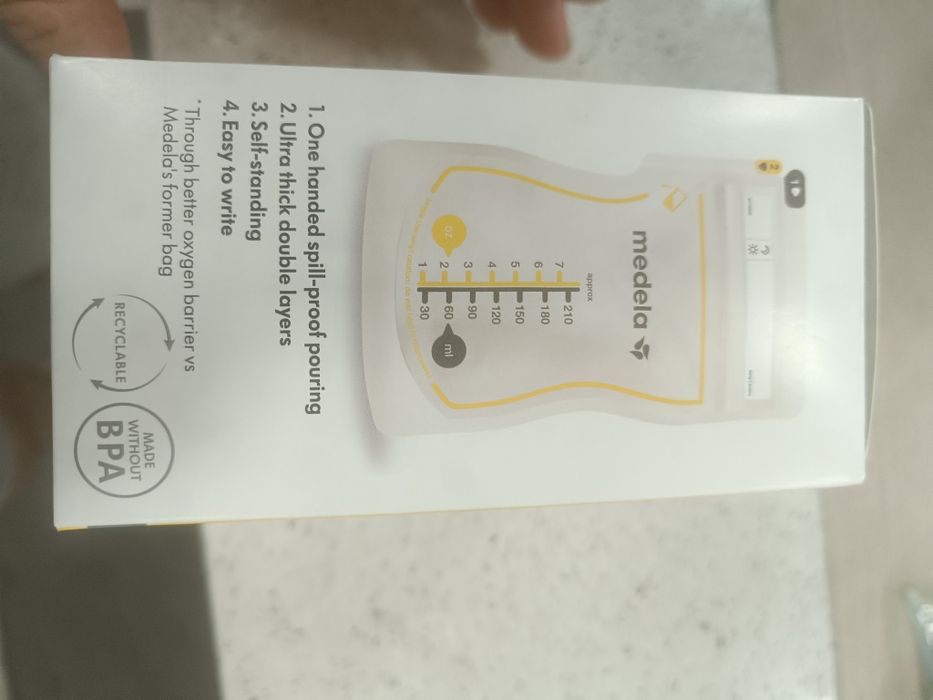 1
2
medela
approx
7 210
6 180
5 150
4 120
3 90
oz 2 60 ml
1 30
1. One handed spill-proof pouring
2. Ultra thick double layers
3. Self-standing
4. Easy to write
*Through better oxygen barrier vs
Medela's former bag
RECYCLABLE
MADE
WITHOUT
BPA